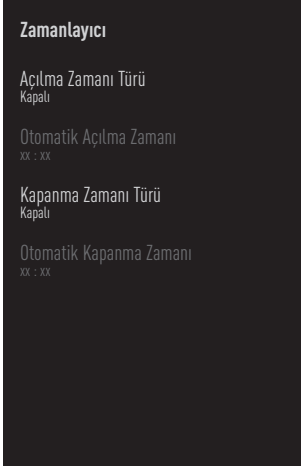 Zamanlayıcı
Açılma Zamanı Türü
Kapalı
Otomatik Açılma Zamanı
xx : xx
Kapanma Zamanı Türü
Kapalı
Otomatik Kapanma Zamanı
xx : xx